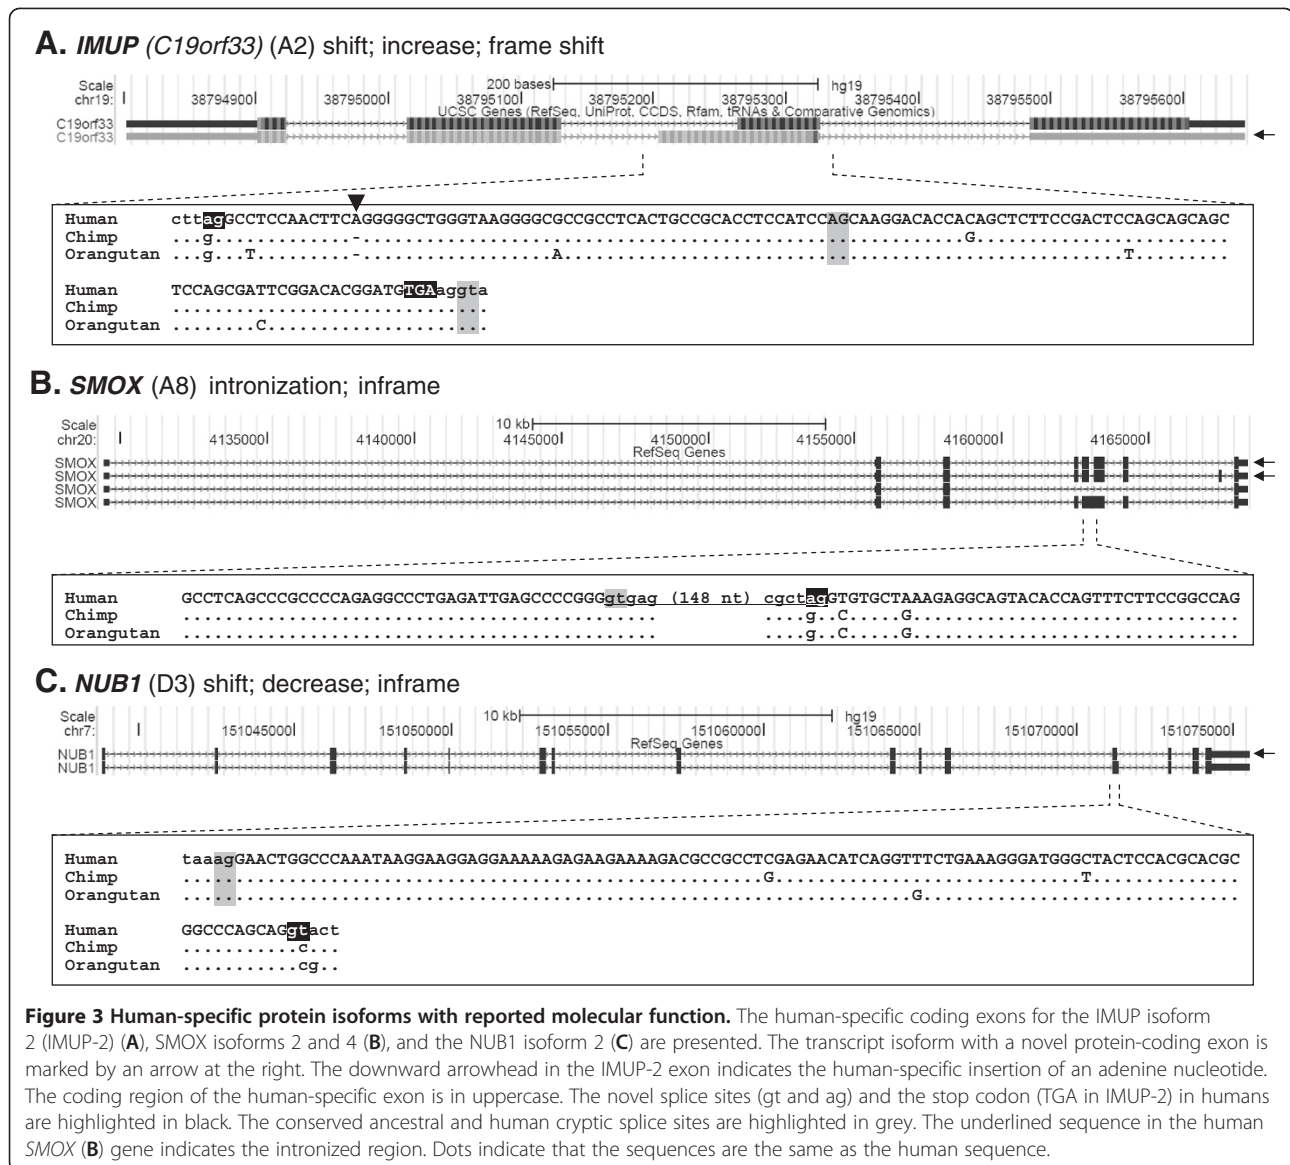 A. IMUP (C19orf33) (A2) shift; increase; frame shift
Scale 200 bases hg19
chr19: 38794900 38795000 38795100 38795200 38795300 38795400 38795500 38795600
UCSC Genes (RefSeq, UniProt, CCDS, Rfam, tRNAs & Comparative Genomics)
C19orf33
C19orf33
Human cttagGCCTCCAACTTCAGGGGGCTGGGTAAGGGGCGCCGCCTCACTGCCGCACCTCCATCCAGCAAGGACACCACAGCTCTTCCGACTCCAGCAGCAGC
Chimp ...g.............-.........................................................G........................
Orangutan ...g...T.........-..................A.....................................................T.........
Human TCCAGCGATTCGGACACGGATGTGAaggta
Chimp ..............................
Orangutan ........C.....................
B. SMOX (A8) intronization; inframe
Scale 10 kb
chr20: 4135000 4140000 4145000 4150000 4155000 4160000 4165000
RefSeq Genes
SMOX
SMOX
SMOX
SMOX
Human GCCTCAGCCCGCCCCAGAGGCCCTGAGATTGAGCCCCGGGgtgag (148 nt) cgctagGTGTGCTAAAGAGGCAGTACACCAGTTTCTTCCGGCCAG
Chimp ............................................. ....g..C.....G...............................
Orangutan ............................................. ....g..C.....G...............................
C. NUB1 (D3) shift; decrease; inframe
Scale 10 kb hg19
chr7: 151045000 151050000 151055000 151060000 151065000 151070000 151075000
RefSeq Genes
NUB1
NUB1
Human taaagGAACTGGCCCAAATAAGGAAGGAGGAAAAAGAGAAGAAAAGACGCCGCCTCGAGAACATCAGGTTTCTGAAAGGGATGGGCTACTCCACGCACGC
Chimp .......................................................G.............................T..............
Orangutan .....................................................................G..............................
Human GGCCCAGCAGgtact
Chimp ...........c...
Orangutan ...........cg..
Figure 3 Human-specific protein isoforms with reported molecular function. The human-specific coding exons for the IMUP isoform
2 (IMUP-2) (A), SMOX isoforms 2 and 4 (B), and the NUB1 isoform 2 (C) are presented. The transcript isoform with a novel protein-coding exon is
marked by an arrow at the right. The downward arrowhead in the IMUP-2 exon indicates the human-specific insertion of an adenine nucleotide.
The coding region of the human-specific exon is in uppercase. The novel splice sites (gt and ag) and the stop codon (TGA in IMUP-2) in humans
are highlighted in black. The conserved ancestral and human cryptic splice sites are highlighted in grey. The underlined sequence in the human
SMOX (B) gene indicates the intronized region. Dots indicate that the sequences are the same as the human sequence.